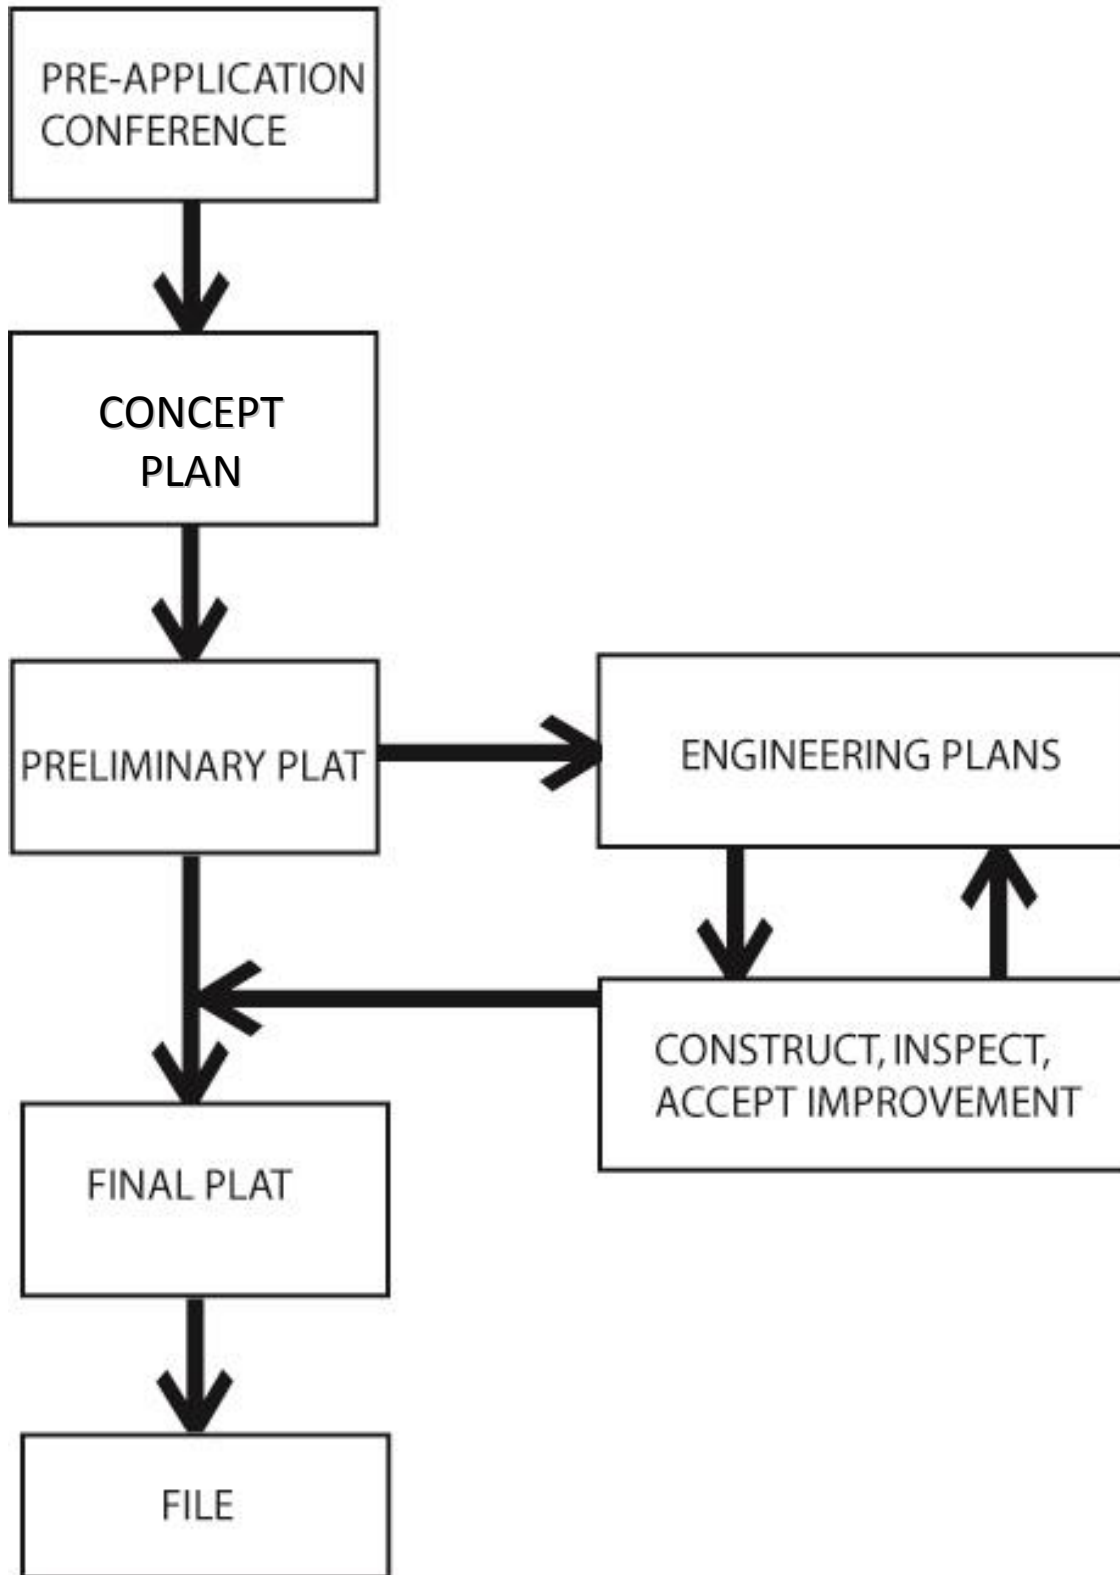 PRE-APPLICATION
CONFERENCE
CONCEPT
PLAN
PRELIMINARY PLAT
ENGINEERING PLANS
CONSTRUCT, INSPECT,
ACCEPT IMPROVEMENT
FINAL PLAT
FILE